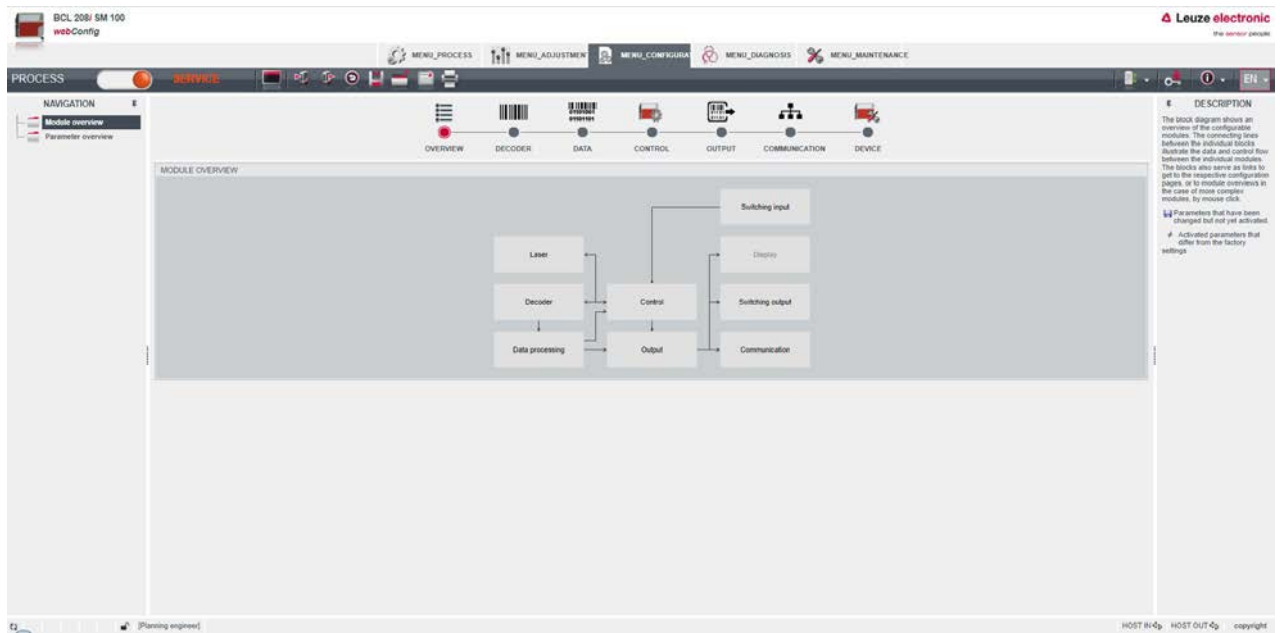 BCL 208i SM 100
webConfig
Leuze electronic
the sensor people
MENU_PROCESS
MENU_ADJUSTMEN
MENU_CONFIGURA
MENU_DIAGNOSIS
MENU_MAINTENANCE
PROCESS
SERVICE
EN
NAVIGATION
Module overview
Parameter overview
OVERVIEW
DECODER
DATA
CONTROL
OUTPUT
COMMUNICATION
DEVICE
MODULE OVERVIEW
Switching input
Laser
Display
Decoder
Control
Switching output
Data processing
Output
Communication
DESCRIPTION
The block diagram shows an
overview of the configurable
modules. The connecting lines
between the individual blocks
illustrate the data and control flow
between the individual modules.
The blocks also serve as links to
get to the respective configuration
pages, or to module overviews in
the case of more complex
modules, by mouse click.
Parameters that have been
changed but not yet activated.
Activated parameters that
differ from the factory
settings
[Planning engineer]
HOST IN
HOST OUT
copyright